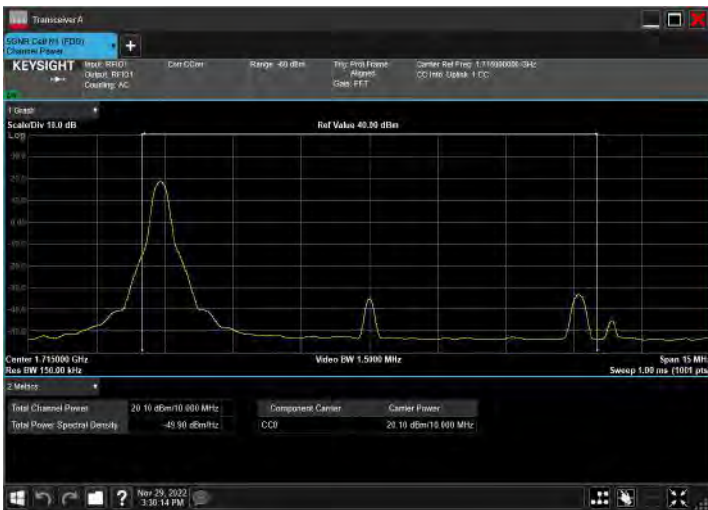 Transceiver A
5GNR Cell #1 (FDD)
Channel Power
KEYSIGHT
Input: RFIO1
Output: RFIO1
Coupling: AC
Corr CCorr
Range: -60 dBm
Trig: Prot Frame
Aligned
Gate: FFT
Carrier Ref Freq: 1.715000000 GHz
CC Info: Uplink, 1 CC
1 Graph
Scale/Div 10.0 dB
Ref Value 40.00 dBm
Log
Center 1.715000 GHz
Video BW 1.5000 MHz
Span 15 MHz
Res BW 150.00 kHz
Sweep 1.00 ms (1001 pts
2 Metrics
Total Channel Power
20.10 dBm/10.000 MHz
Component Carrier
Carrier Power
Total Power Spectral Density
-49.90 dBm/Hz
CC0
20.10 dBm/10.000 MHz
?
Nov 29, 2022
3:30:14 PM